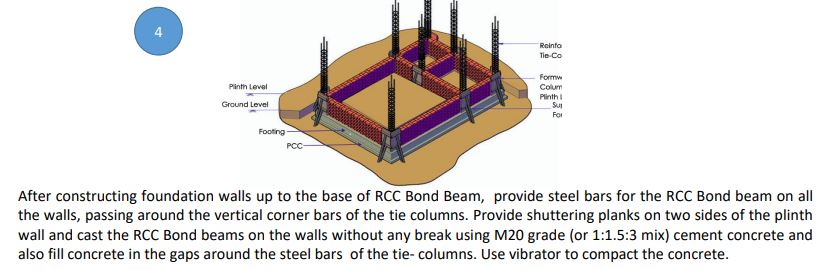 4
Reinfo
Tie-Co
Plinth Level
Formw
Colum
Plinth L
Ground Level
Sup
For
Footing
PCC
After constructing foundation walls up to the base of RCC Bond Beam, provide steel bars for the RCC Bond beam on all
the walls, passing around the vertical corner bars of the tie columns. Provide shuttering planks on two sides of the plinth
wall and cast the RCC Bond beams on the walls without any break using M20 grade (or 1:1.5:3 mix) cement concrete and
also fill concrete in the gaps around the steel bars of the tie- columns. Use vibrator to compact the concrete.